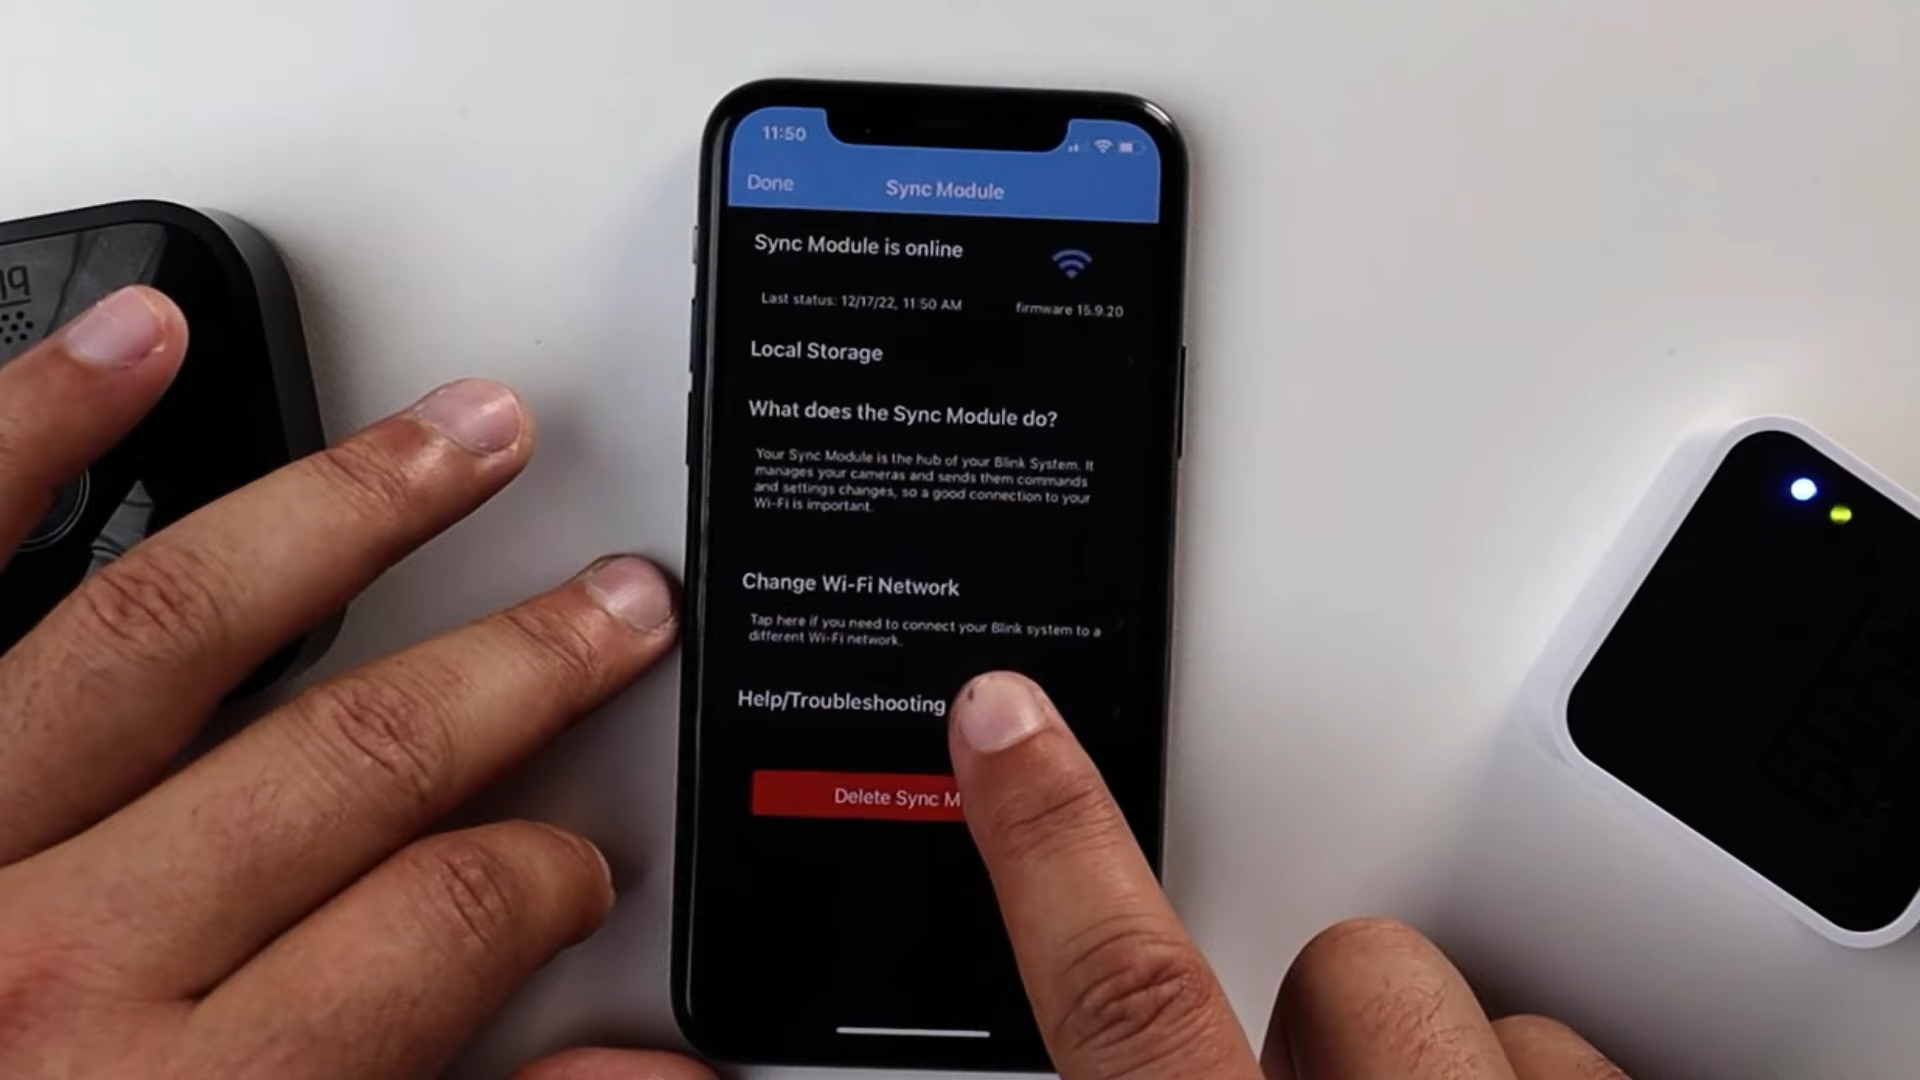 11:50
Done
Sync Module
Sync Module is online
Last status: 12/17/22, 11:50 AM
firmware 15.9.20
Local Storage
What does the Sync Module do?
Your Sync Module is the hub of your Blink System. It
manages your cameras and sends them commands
and settings changes, so a good connection to your
Wi-Fi is important.
Change Wi-Fi Network
Tap here if you need to connect your Blink system to a
different Wi-Fi network.
Help/Troubleshooting
Delete Sync M
blink